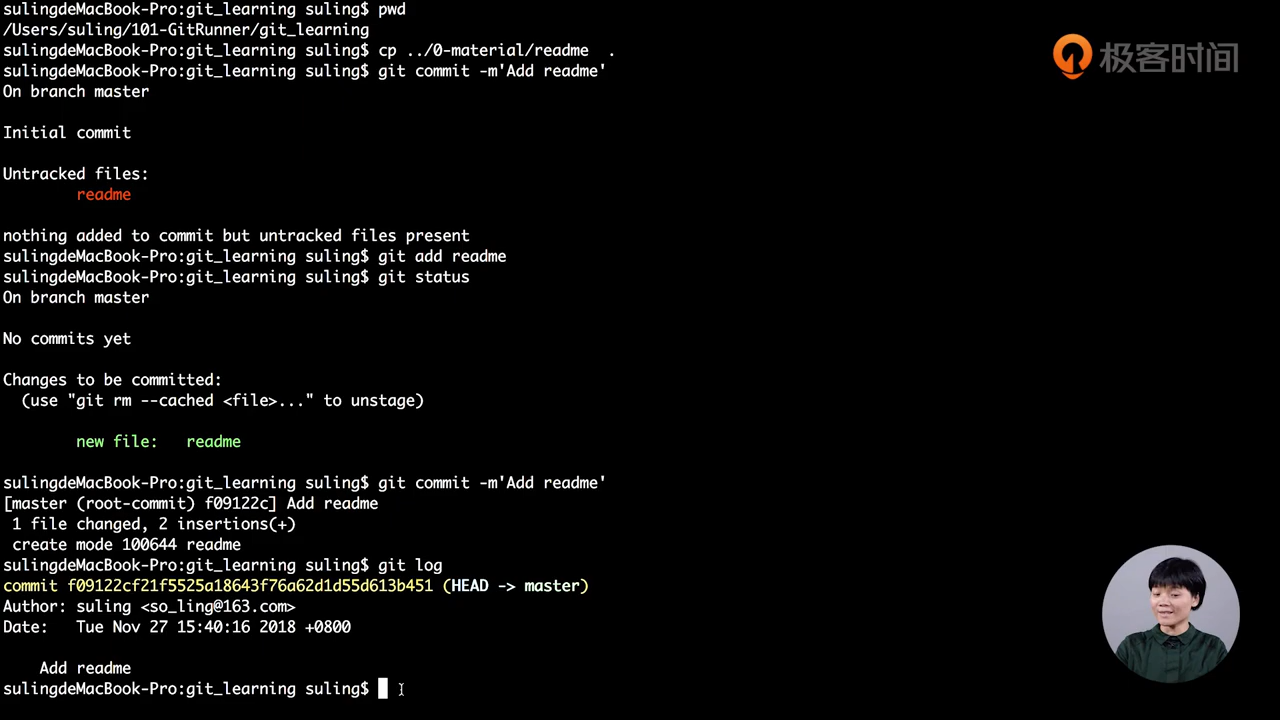 sulingdeMacBook-Pro:git_learning suling$ pwd
/Users/suling/101-GitRunner/git_learning
sulingdeMacBook-Pro:git_learning suling$ cp ../0-material/readme  .
sulingdeMacBook-Pro:git_learning suling$ git commit -m'Add readme'
On branch master
Initial commit
Untracked files:
readme
nothing added to commit but untracked files present
sulingdeMacBook-Pro:git_learning suling$ git add readme
sulingdeMacBook-Pro:git_learning suling$ git status
On branch master
No commits yet
Changes to be committed:
(use "git rm --cached <file>..." to unstage)
new file:   readme
sulingdeMacBook-Pro:git_learning suling$ git commit -m'Add readme'
[master (root-commit) f09122c] Add readme
1 file changed, 2 insertions(+)
create mode 100644 readme
sulingdeMacBook-Pro:git_learning suling$ git log
commit f09122cf21f5525a18643f76a62d1d55d613b451 (HEAD -> master)
Author: suling <so_ling@163.com>
Date:   Tue Nov 27 15:40:16 2018 +0800
Add readme
sulingdeMacBook-Pro:git_learning suling$
极客时间